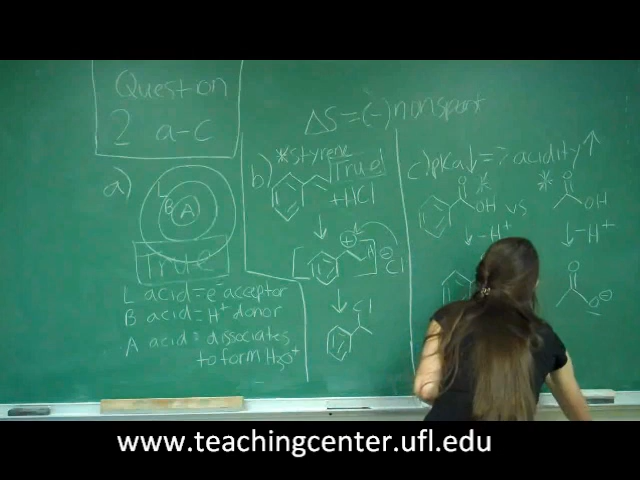 Question
2 a-c
ΔS=(-)nonspont
a)
L
B
A
True
L acid=e⁻acceptor
B acid=H⁺donor
A acid=dissociates
to form H₃O⁺
b) *styrene
True!
+HCl
⊕
H
⊖
Cl
Cl
c) pKa↓=? acidity↑
O * * O
OH vs OH
↓-H⁺ ↓-H⁺
O
O⊖
www.teachingcenter.ufl.edu